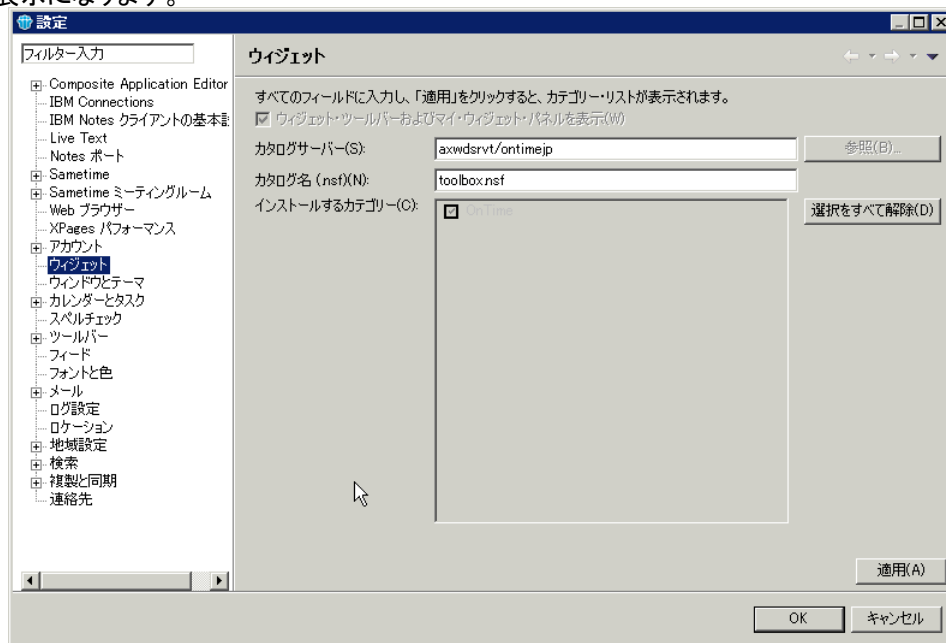 表示になります。
設定
フィルター入力
ウィジェット
Composite Application Editor
IBM Connections
IBM Notes クライアントの基本
Live Text
Notes ポート
Sametime
Sametime ミーティングルーム
Web ブラウザー
XPages パフォーマンス
アカウント
ウィジェット
ウィンドウとテーマ
カレンダーとタスク
スペルチェック
ツールバー
フィード
フォントと色
メール
ログ設定
ロケーション
地域設定
検索
複製と同期
連絡先
すべてのフィールドに入力し、「適用」をクリックすると、カテゴリー・リストが表示されます。
ウィジェット・ツールバーおよびマイ・ウィジェット・パネルを表示(W)
カタログサーバー(S): axwdsrvt/ontimejp 参照(B)...
カタログ名 (.nsf)(N): toolbox.nsf
インストールするカテゴリー(C): OnTime 選択をすべて解除(D)
適用(A)
OK キャンセル